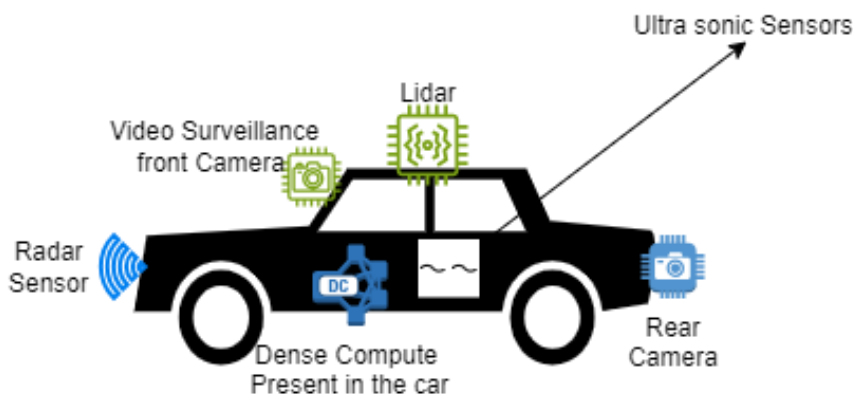 Ultra sonic Sensors
Lidar
Video Surveillance
front Camera
Radar
Sensor
DC
Rear
Camera
Dense Compute
Present in the car